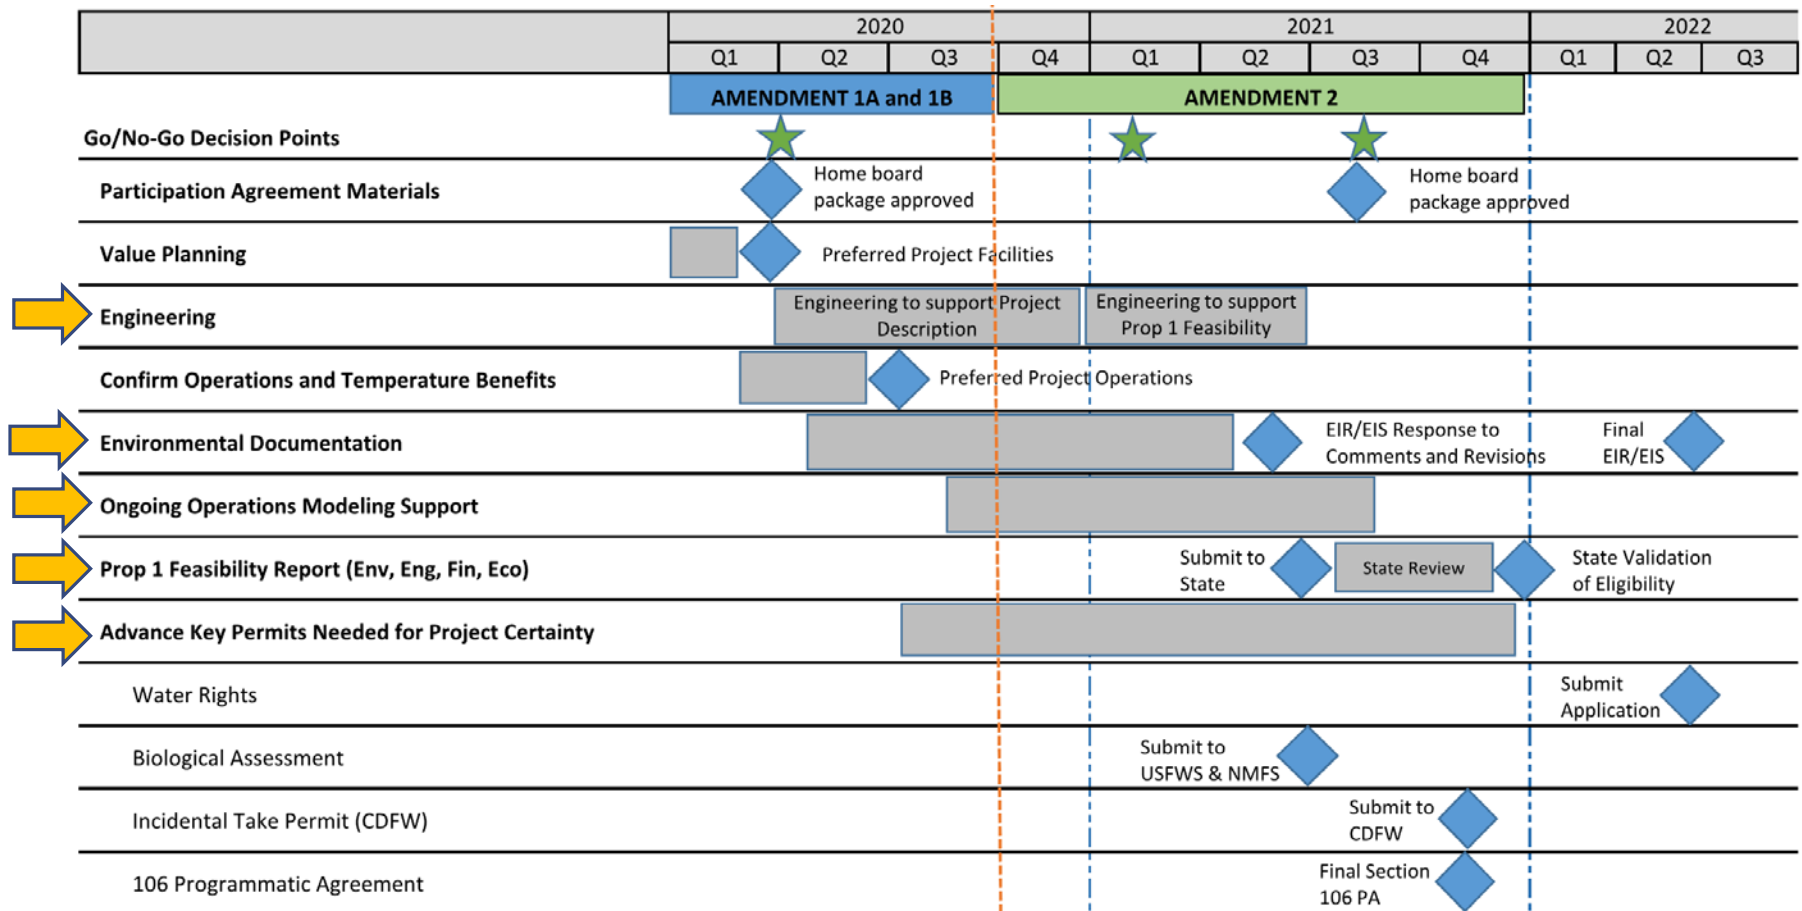 2020 2021 2022
Q1 Q2 Q3 Q4 Q1 Q2 Q3 Q4 Q1 Q2 Q3
AMENDMENT 1A and 1B AMENDMENT 2
Go/No-Go Decision Points
Participation Agreement Materials
Home board
package approved
Home board
package approved
Value Planning
Preferred Project Facilities
Engineering
Engineering to support Project
Description
Engineering to support
Prop 1 Feasibility
Confirm Operations and Temperature Benefits
Preferred Project Operations
Environmental Documentation
EIR/EIS Response to
Comments and Revisions
Final
EIR/EIS
Ongoing Operations Modeling Support
Prop 1 Feasibility Report (Env, Eng, Fin, Eco)
Submit to
State
State Review
State Validation
of Eligibility
Advance Key Permits Needed for Project Certainty
Water Rights
Submit
Application
Biological Assessment
Submit to
USFWS & NMFS
Incidental Take Permit (CDFW)
Submit to
CDFW
106 Programmatic Agreement
Final Section
106 PA